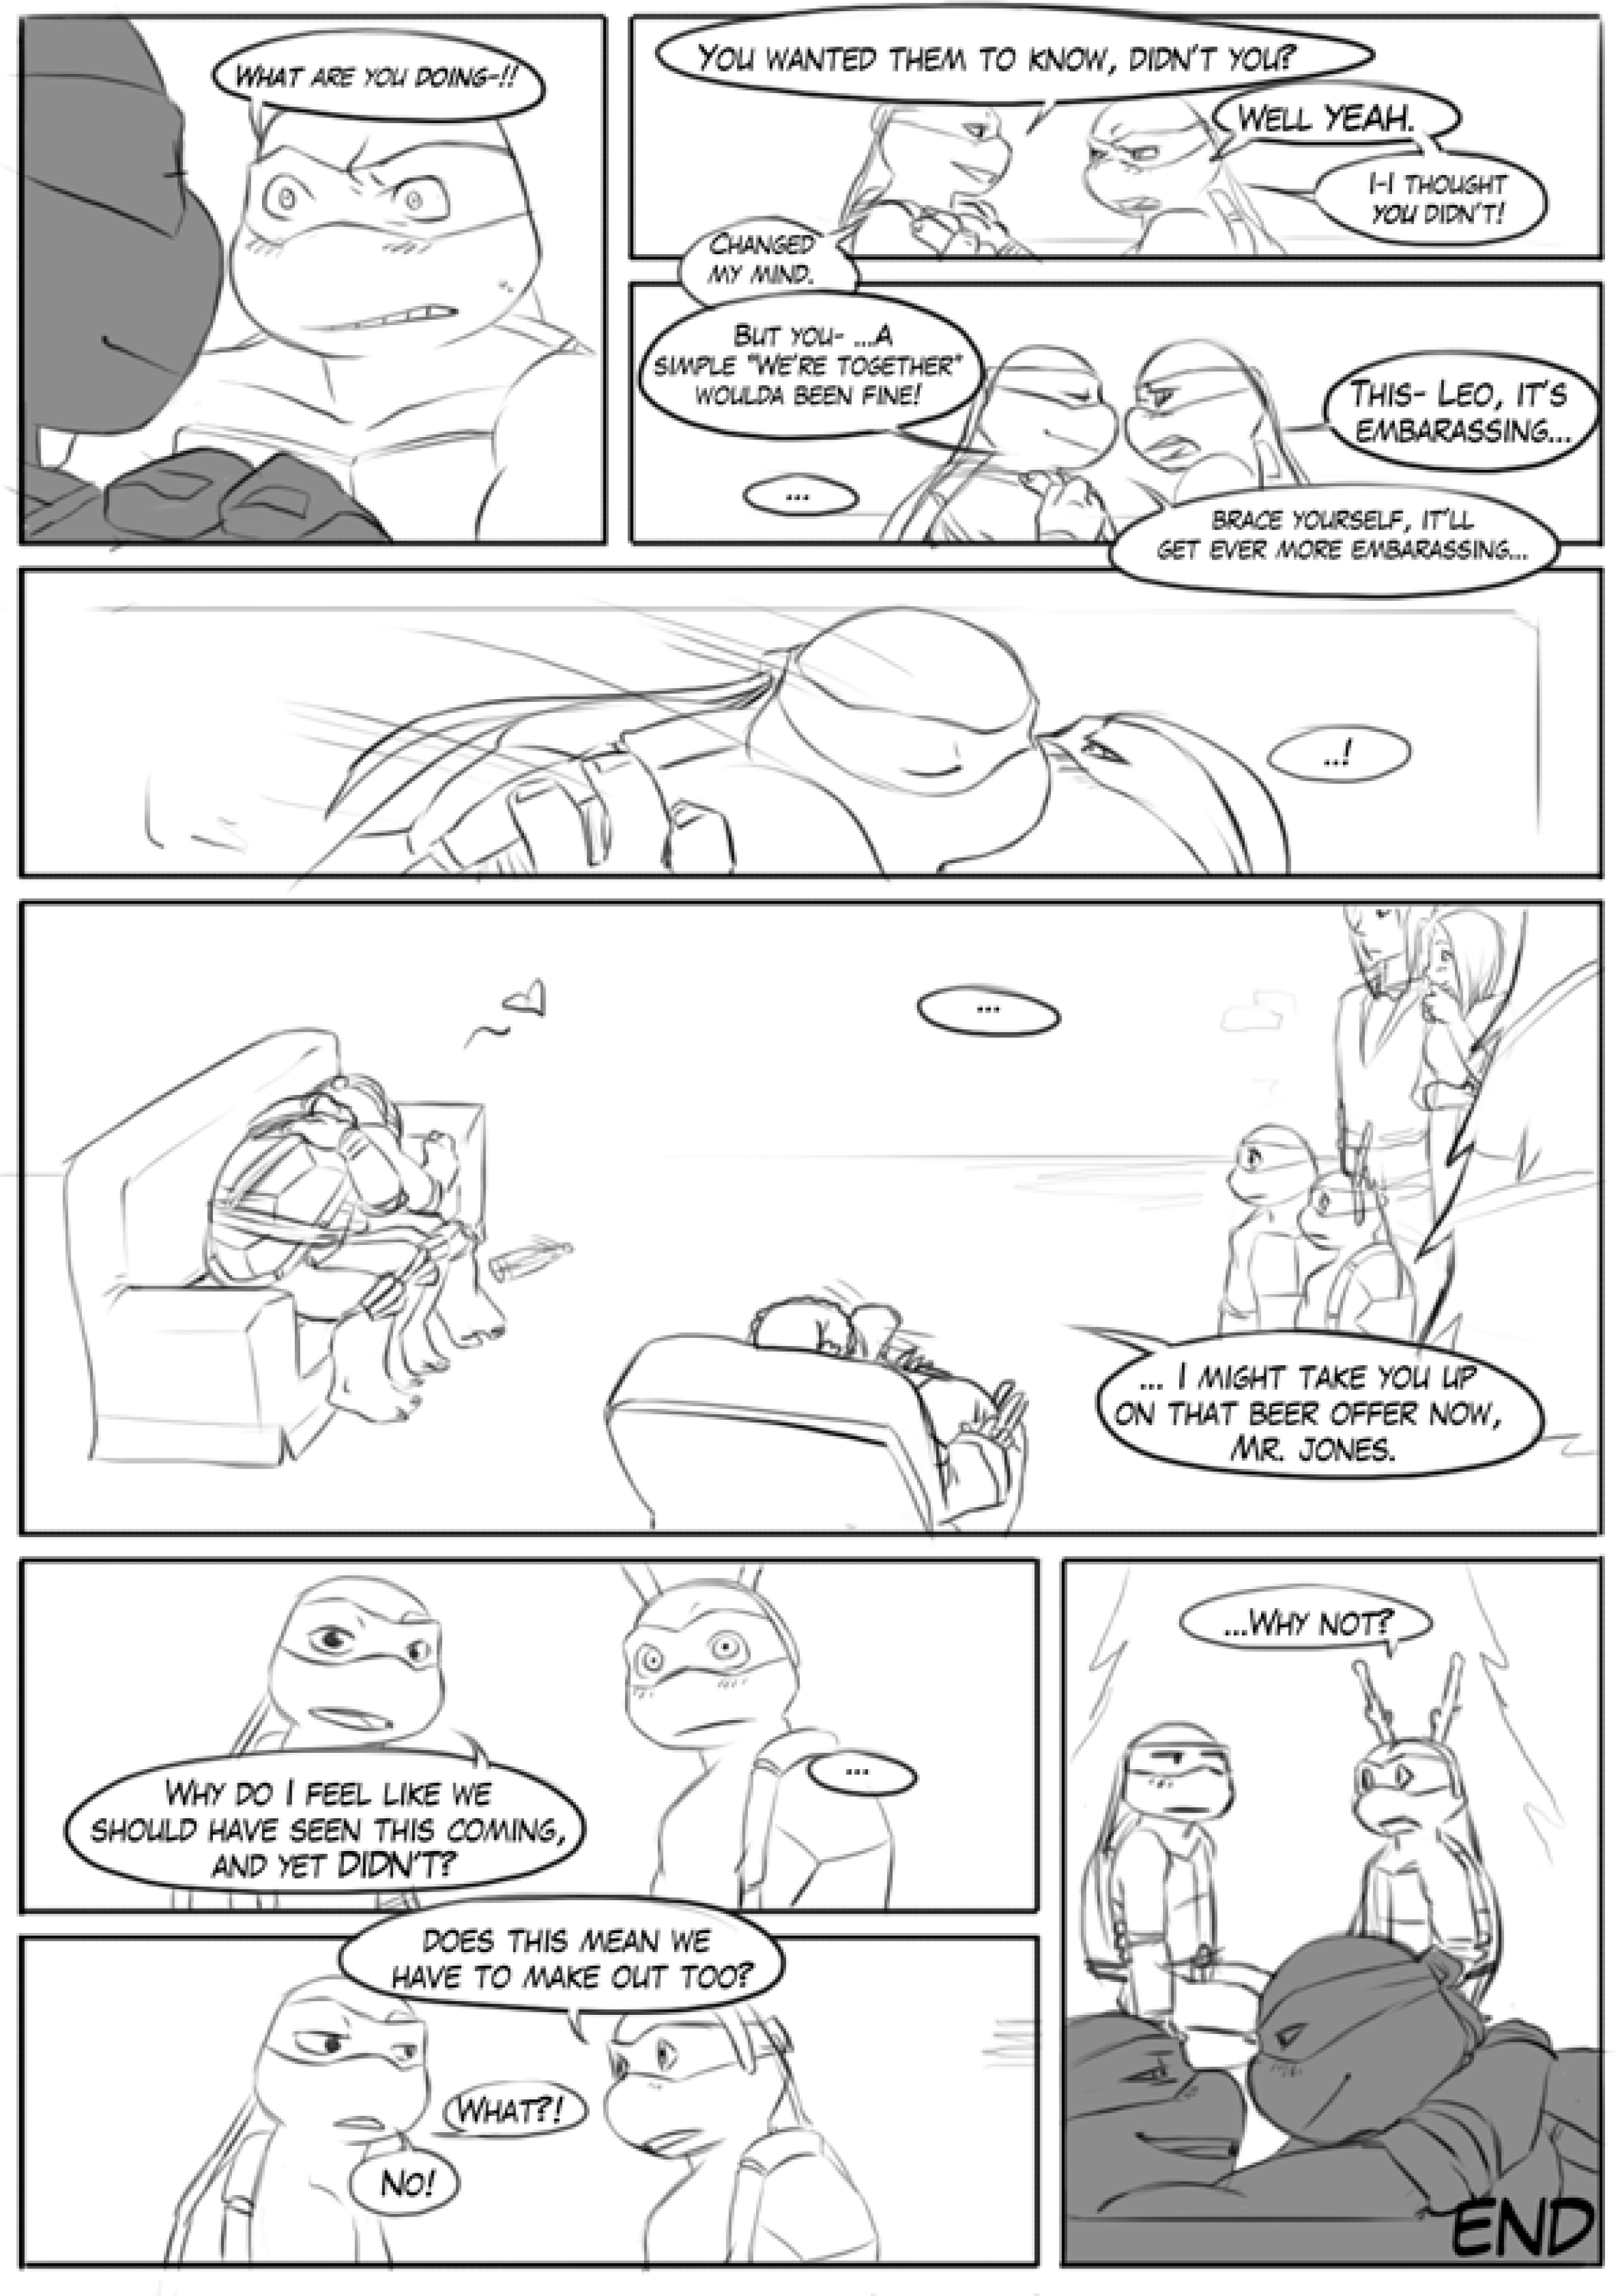 WHAT ARE YOU DOING-!!
YOU WANTED THEM TO KNOW, DIDN'T YOU?
WELL YEAH.
I-I THOUGHT
YOU DIDN'T!
CHANGED
MY MIND.
BUT YOU- ...A
SIMPLE "WE'RE TOGETHER"
WOULDA BEEN FINE!
THIS- LEO, IT'S
EMBARASSING...
...
BRACE YOURSELF, IT'LL
GET EVER MORE EMBARASSING...
..!
...
... I MIGHT TAKE YOU UP
ON THAT BEER OFFER NOW,
MR. JONES.
WHY DO I FEEL LIKE WE
SHOULD HAVE SEEN THIS COMING,
AND YET DIDN'T?
...
DOES THIS MEAN WE
HAVE TO MAKE OUT TOO?
WHAT?!
NO!
...WHY NOT?
END